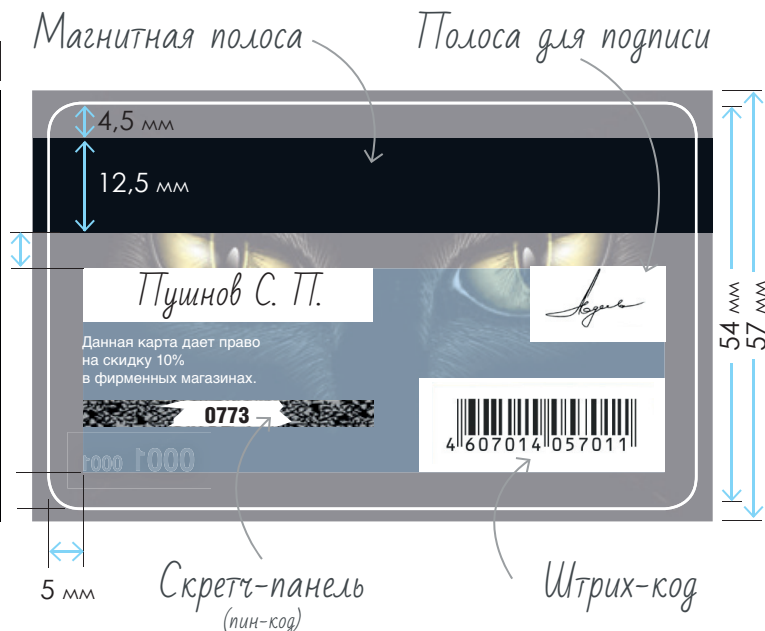 Магнитная полоса
Полоса для подписи
4,5 мм
12,5 мм
Пушнов С. П.
Данная карта дает право
на скидку 10%
в фирменных магазинах.
0773
4 607014 057011
0001 0001
54 мм
57 мм
5 мм
Скретч-панель
(пин-код)
Штрих-код